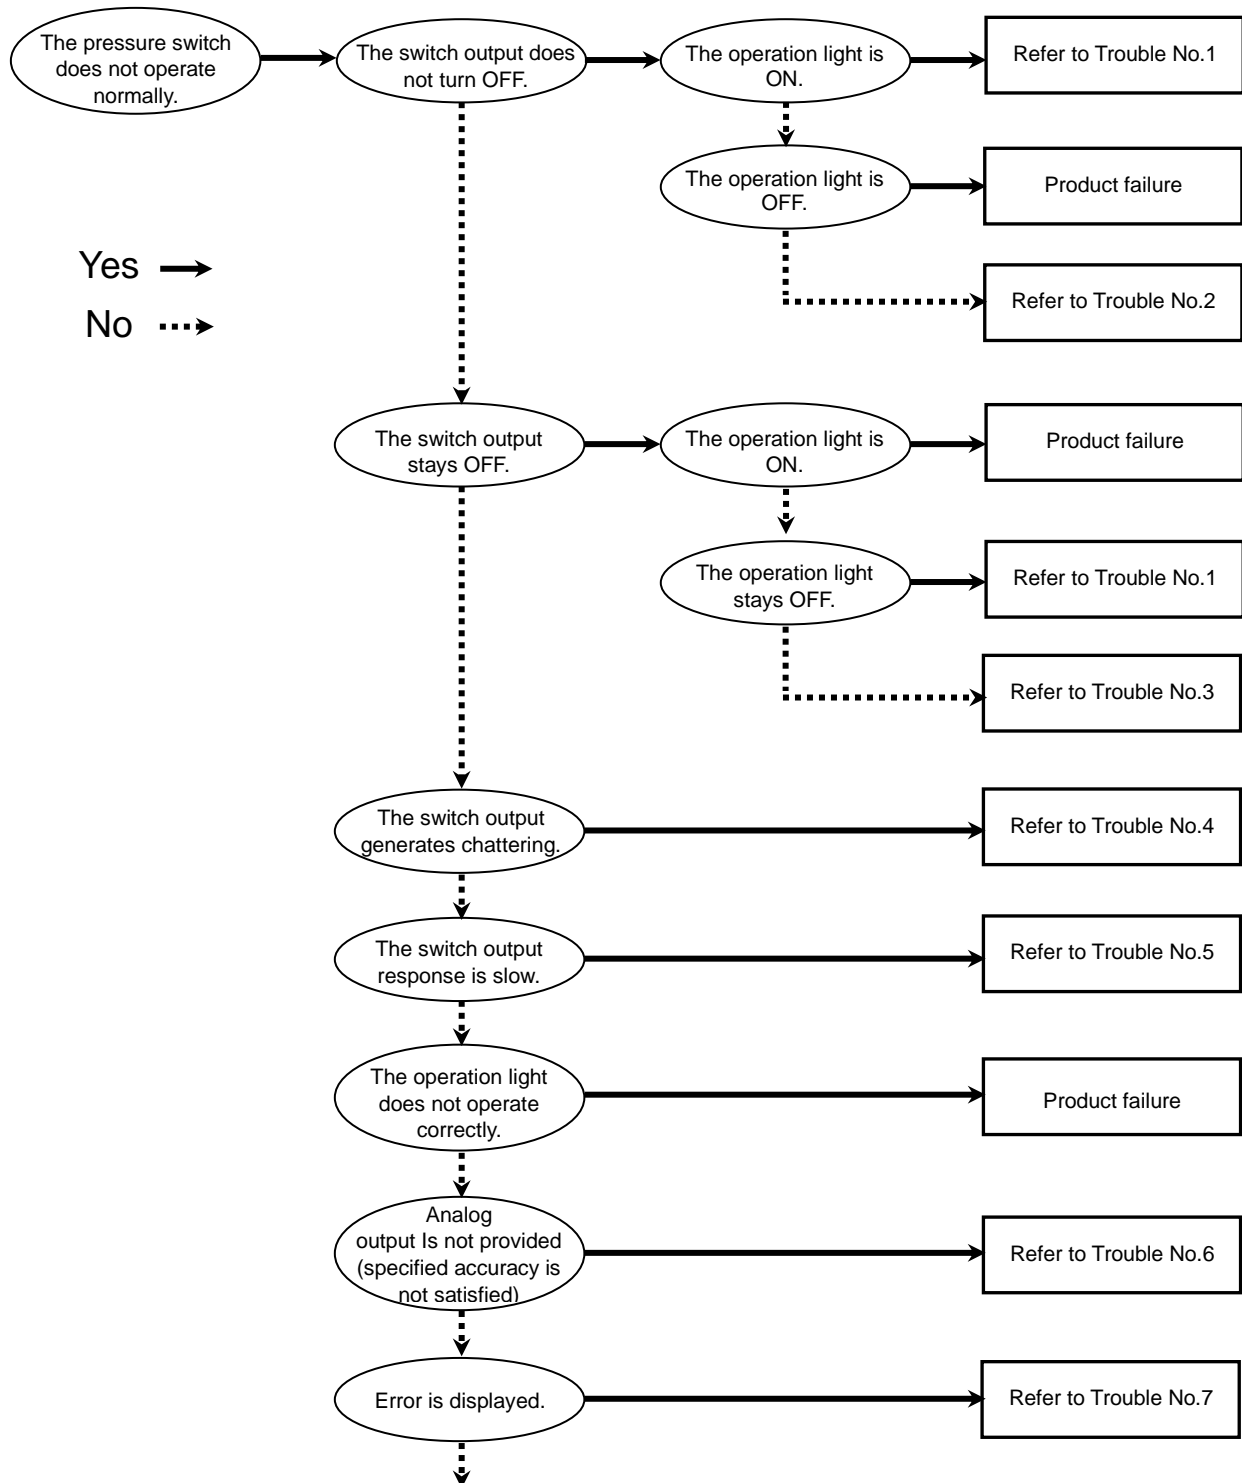 The pressure switch
does not operate
normally.
The switch output does
not turn OFF.
The operation light is
ON.
Refer to Trouble No.1
The operation light is
OFF.
Product failure
Yes
No
Refer to Trouble No.2
The switch output
stays OFF.
The operation light is
ON.
Product failure
The operation light
stays OFF.
Refer to Trouble No.1
Refer to Trouble No.3
The switch output
generates chattering.
Refer to Trouble No.4
The switch output
response is slow.
Refer to Trouble No.5
The operation light
does not operate
correctly.
Product failure
Analog
output Is not provided
(specified accuracy is
not satisfied)
Refer to Trouble No.6
Error is displayed.
Refer to Trouble No.7